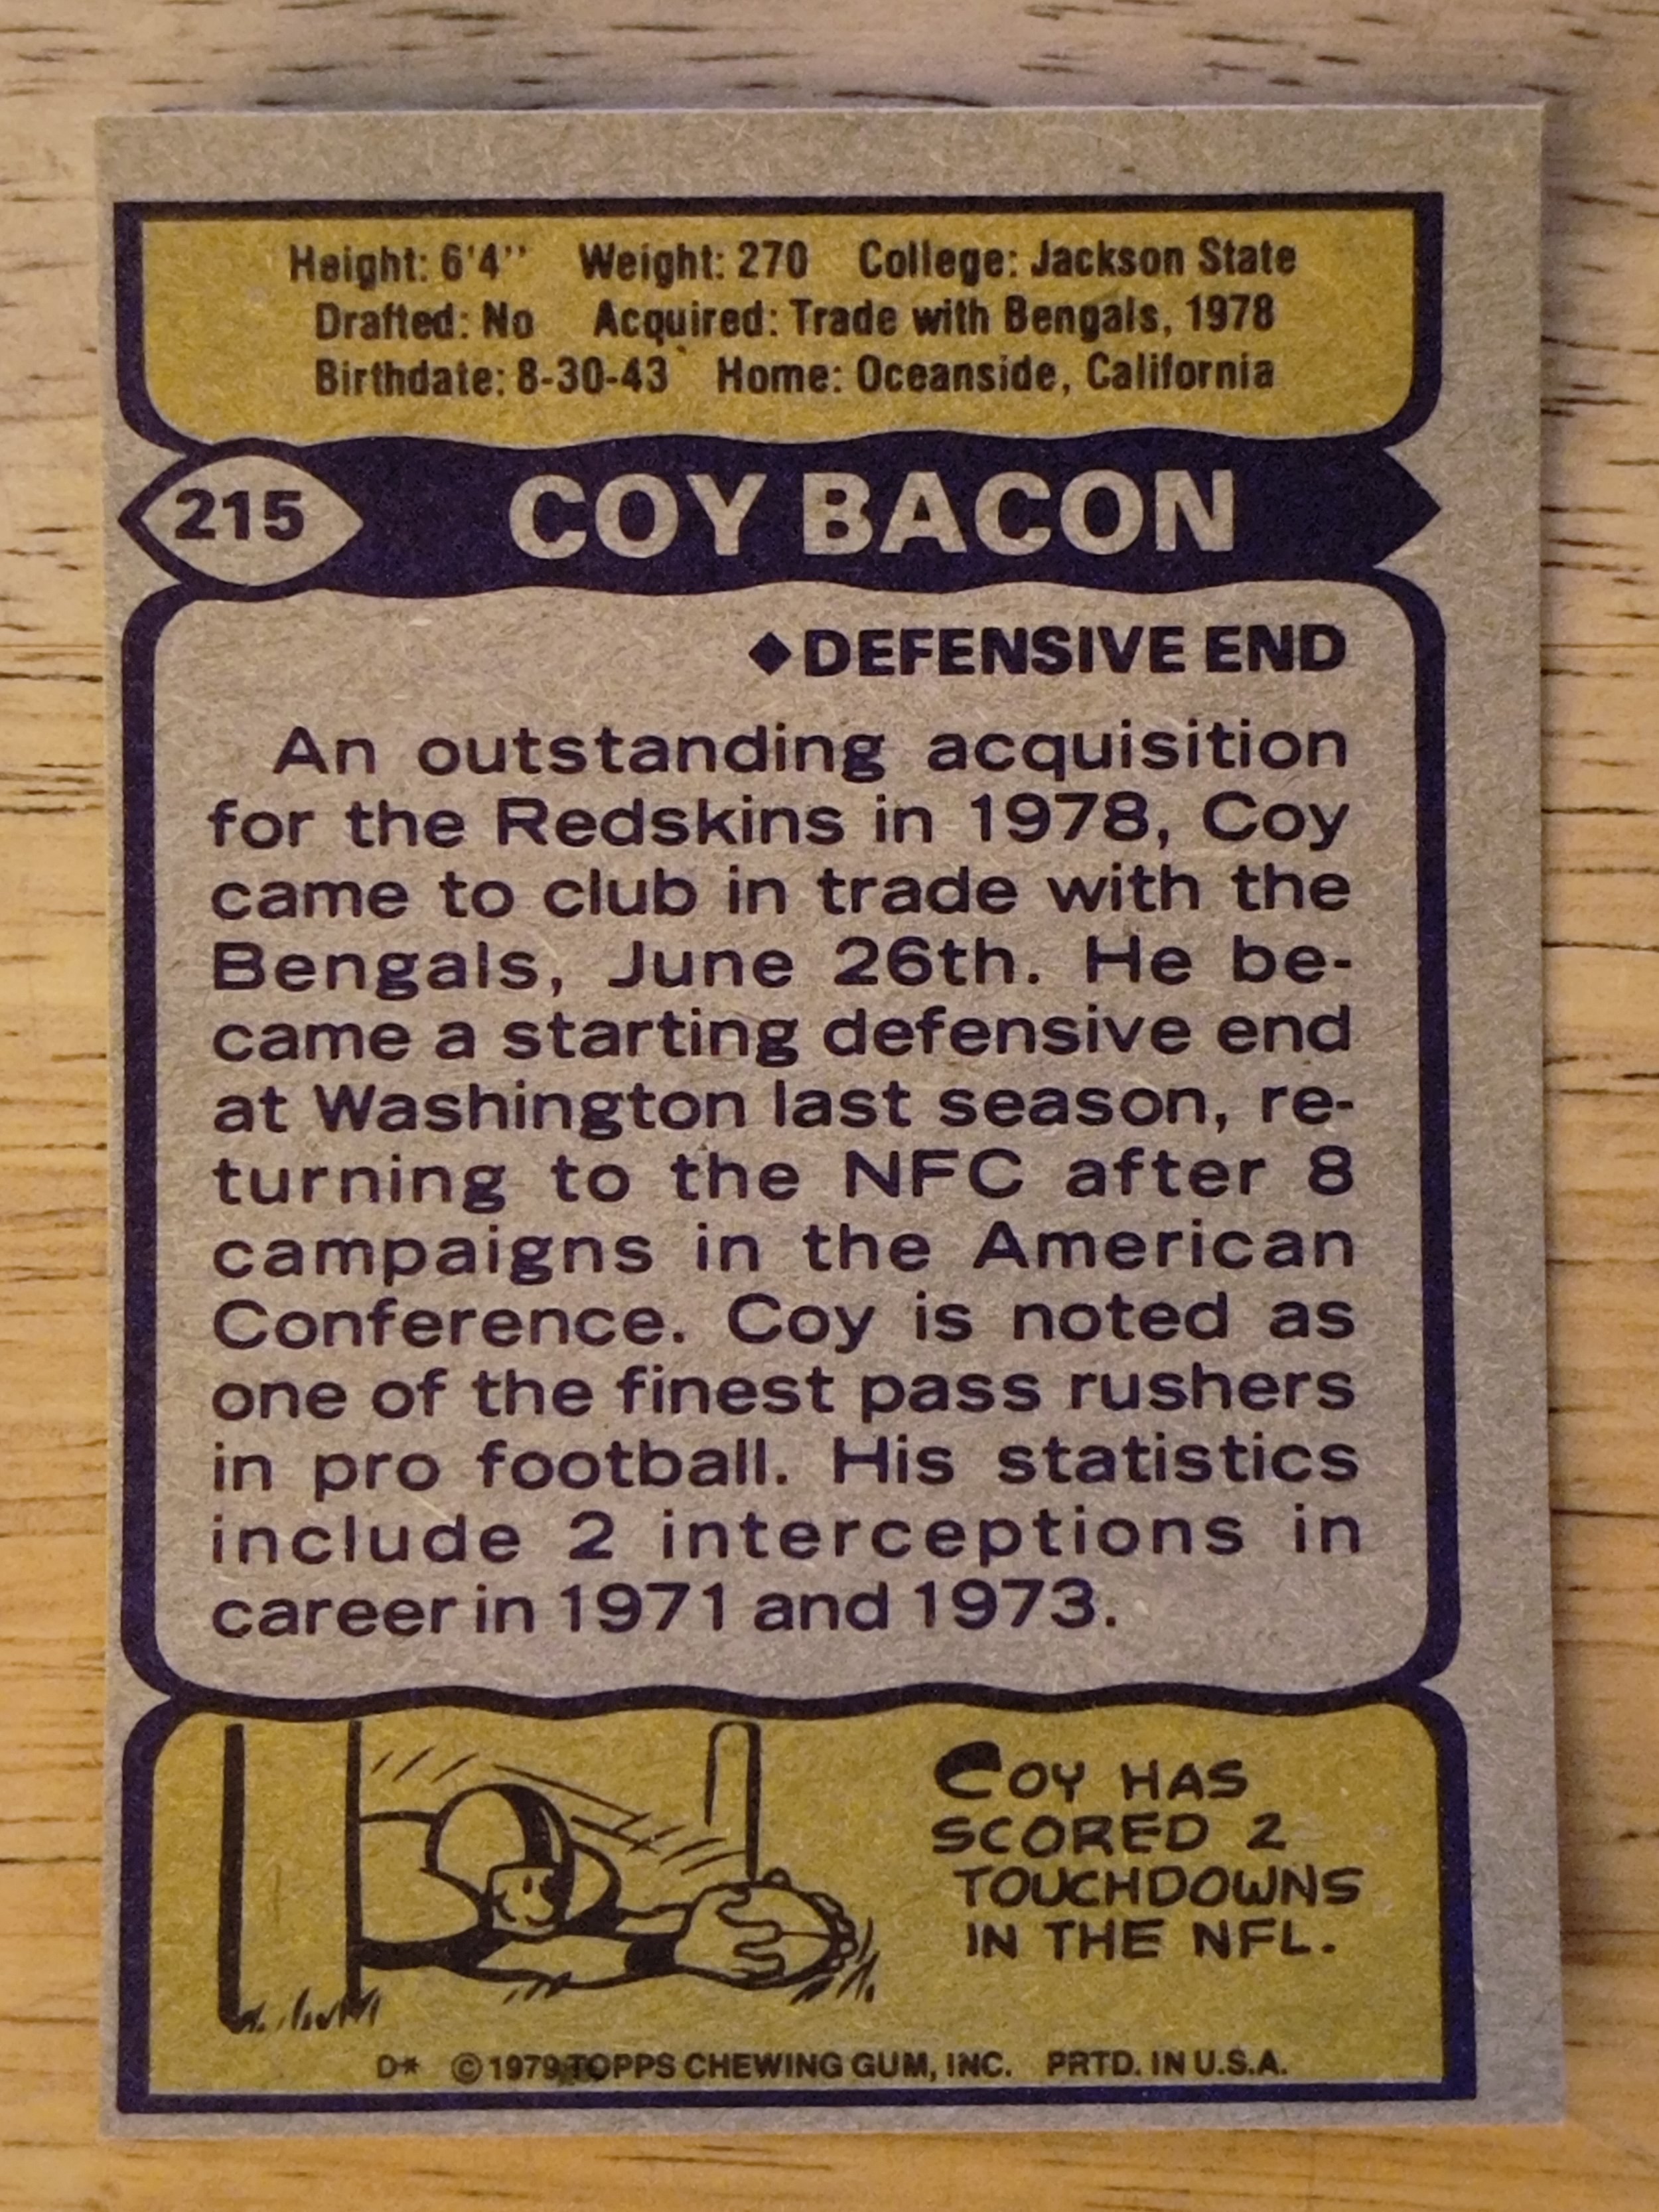 Height: 6'4'' Weight: 270 College: Jackson State
Drafted: No Acquired: Trade with Bengals, 1978
Birthdate: 8-30-43 Home: Oceanside, California
215 COY BACON
◆DEFENSIVE END
An outstanding acquisition
for the Redskins in 1978, Coy
came to club in trade with the
Bengals, June 26th. He be-
came a starting defensive end
at Washington last season, re-
turning to the NFC after 8
campaigns in the American
Conference. Coy is noted as
one of the finest pass rushers
in pro football. His statistics
include 2 interceptions in
career in 1971 and 1973.
COY HAS
SCORED 2
TOUCHDOWNS
IN THE NFL.
D* © 1979 TOPPS CHEWING GUM, INC. PRTD. IN U.S.A.